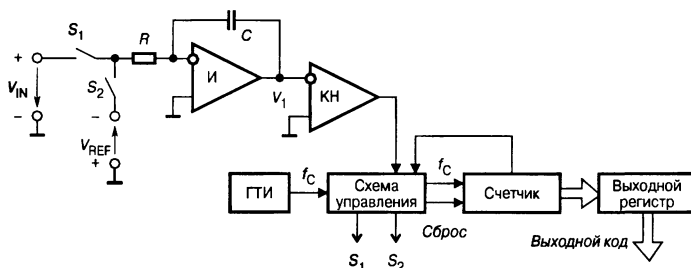 S1
R
C
+
S2
И
КН
VIN
V1
–
–
VREF
+
fC
fC
ГТИ
Схема
управления
Счетчик
Выходной
регистр
Сброс
S1
S2
Выходной код